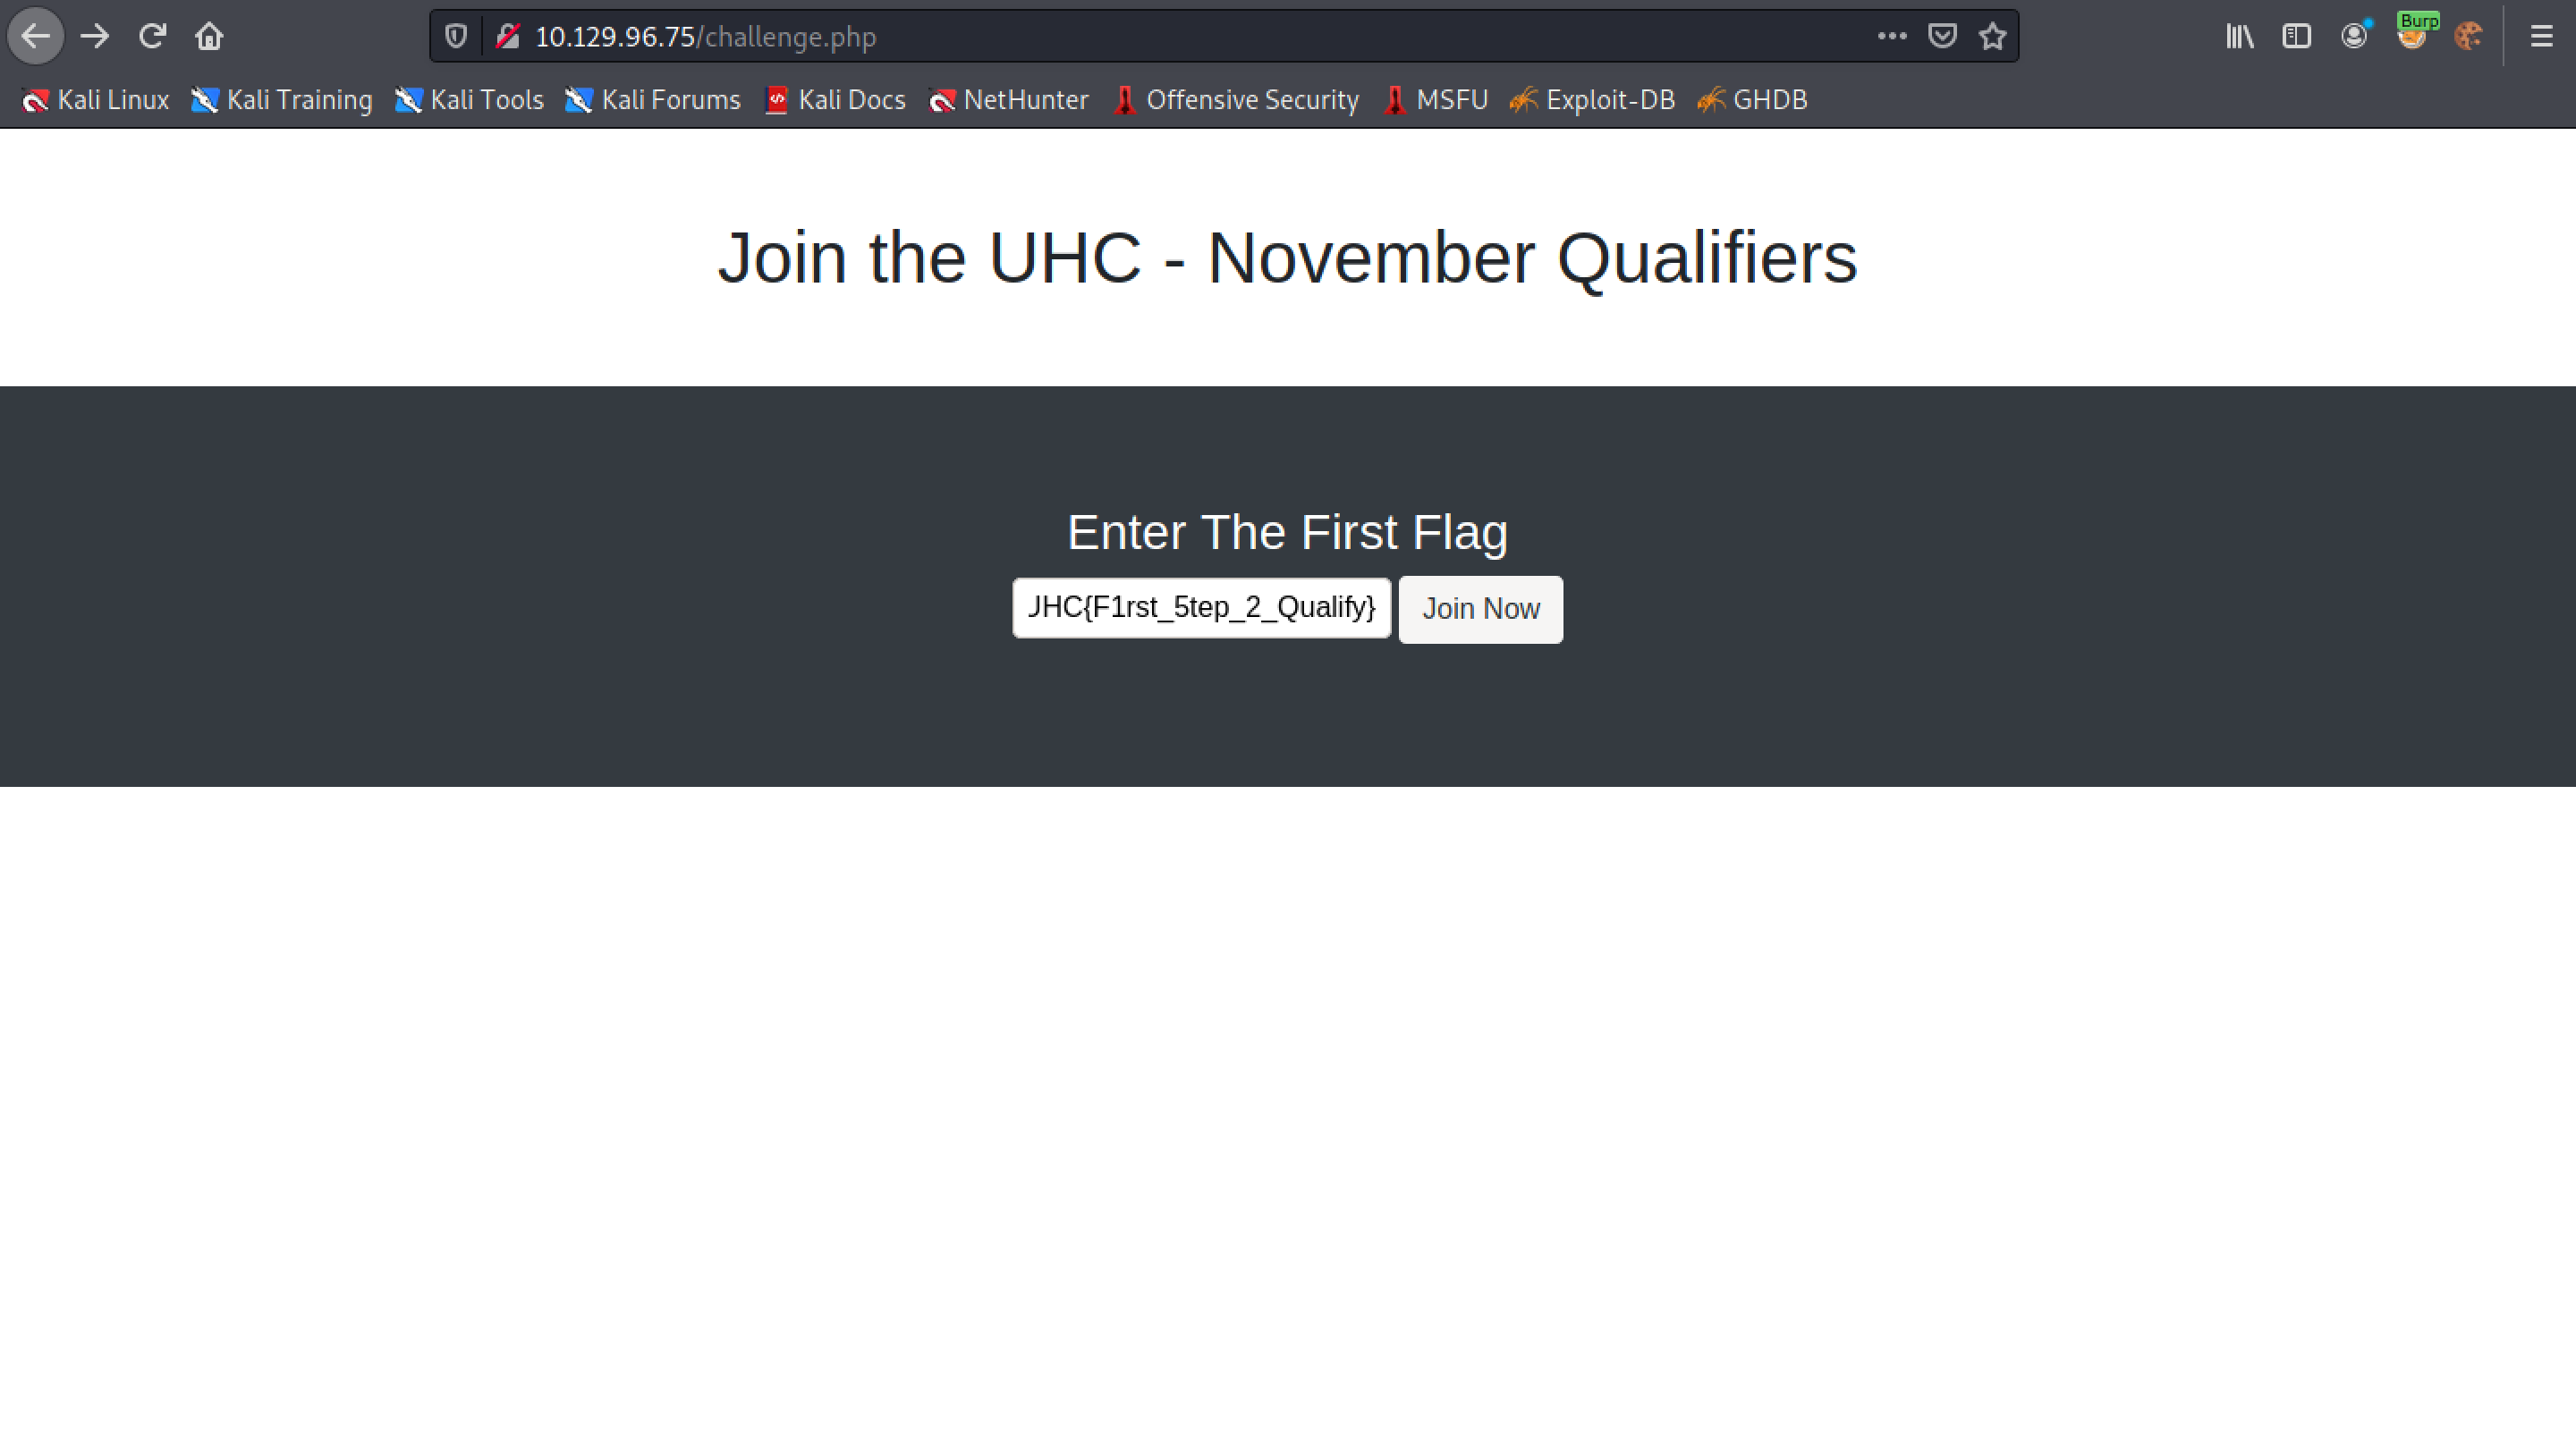 10.129.96.75/challenge.php
Burp
Kali Linux Kali Training Kali Tools Kali Forums Kali Docs NetHunter Offensive Security MSFU Exploit-DB GHDB
Join the UHC - November Qualifiers
Enter The First Flag
UHC{F1rst_5tep_2_Qualify} Join Now